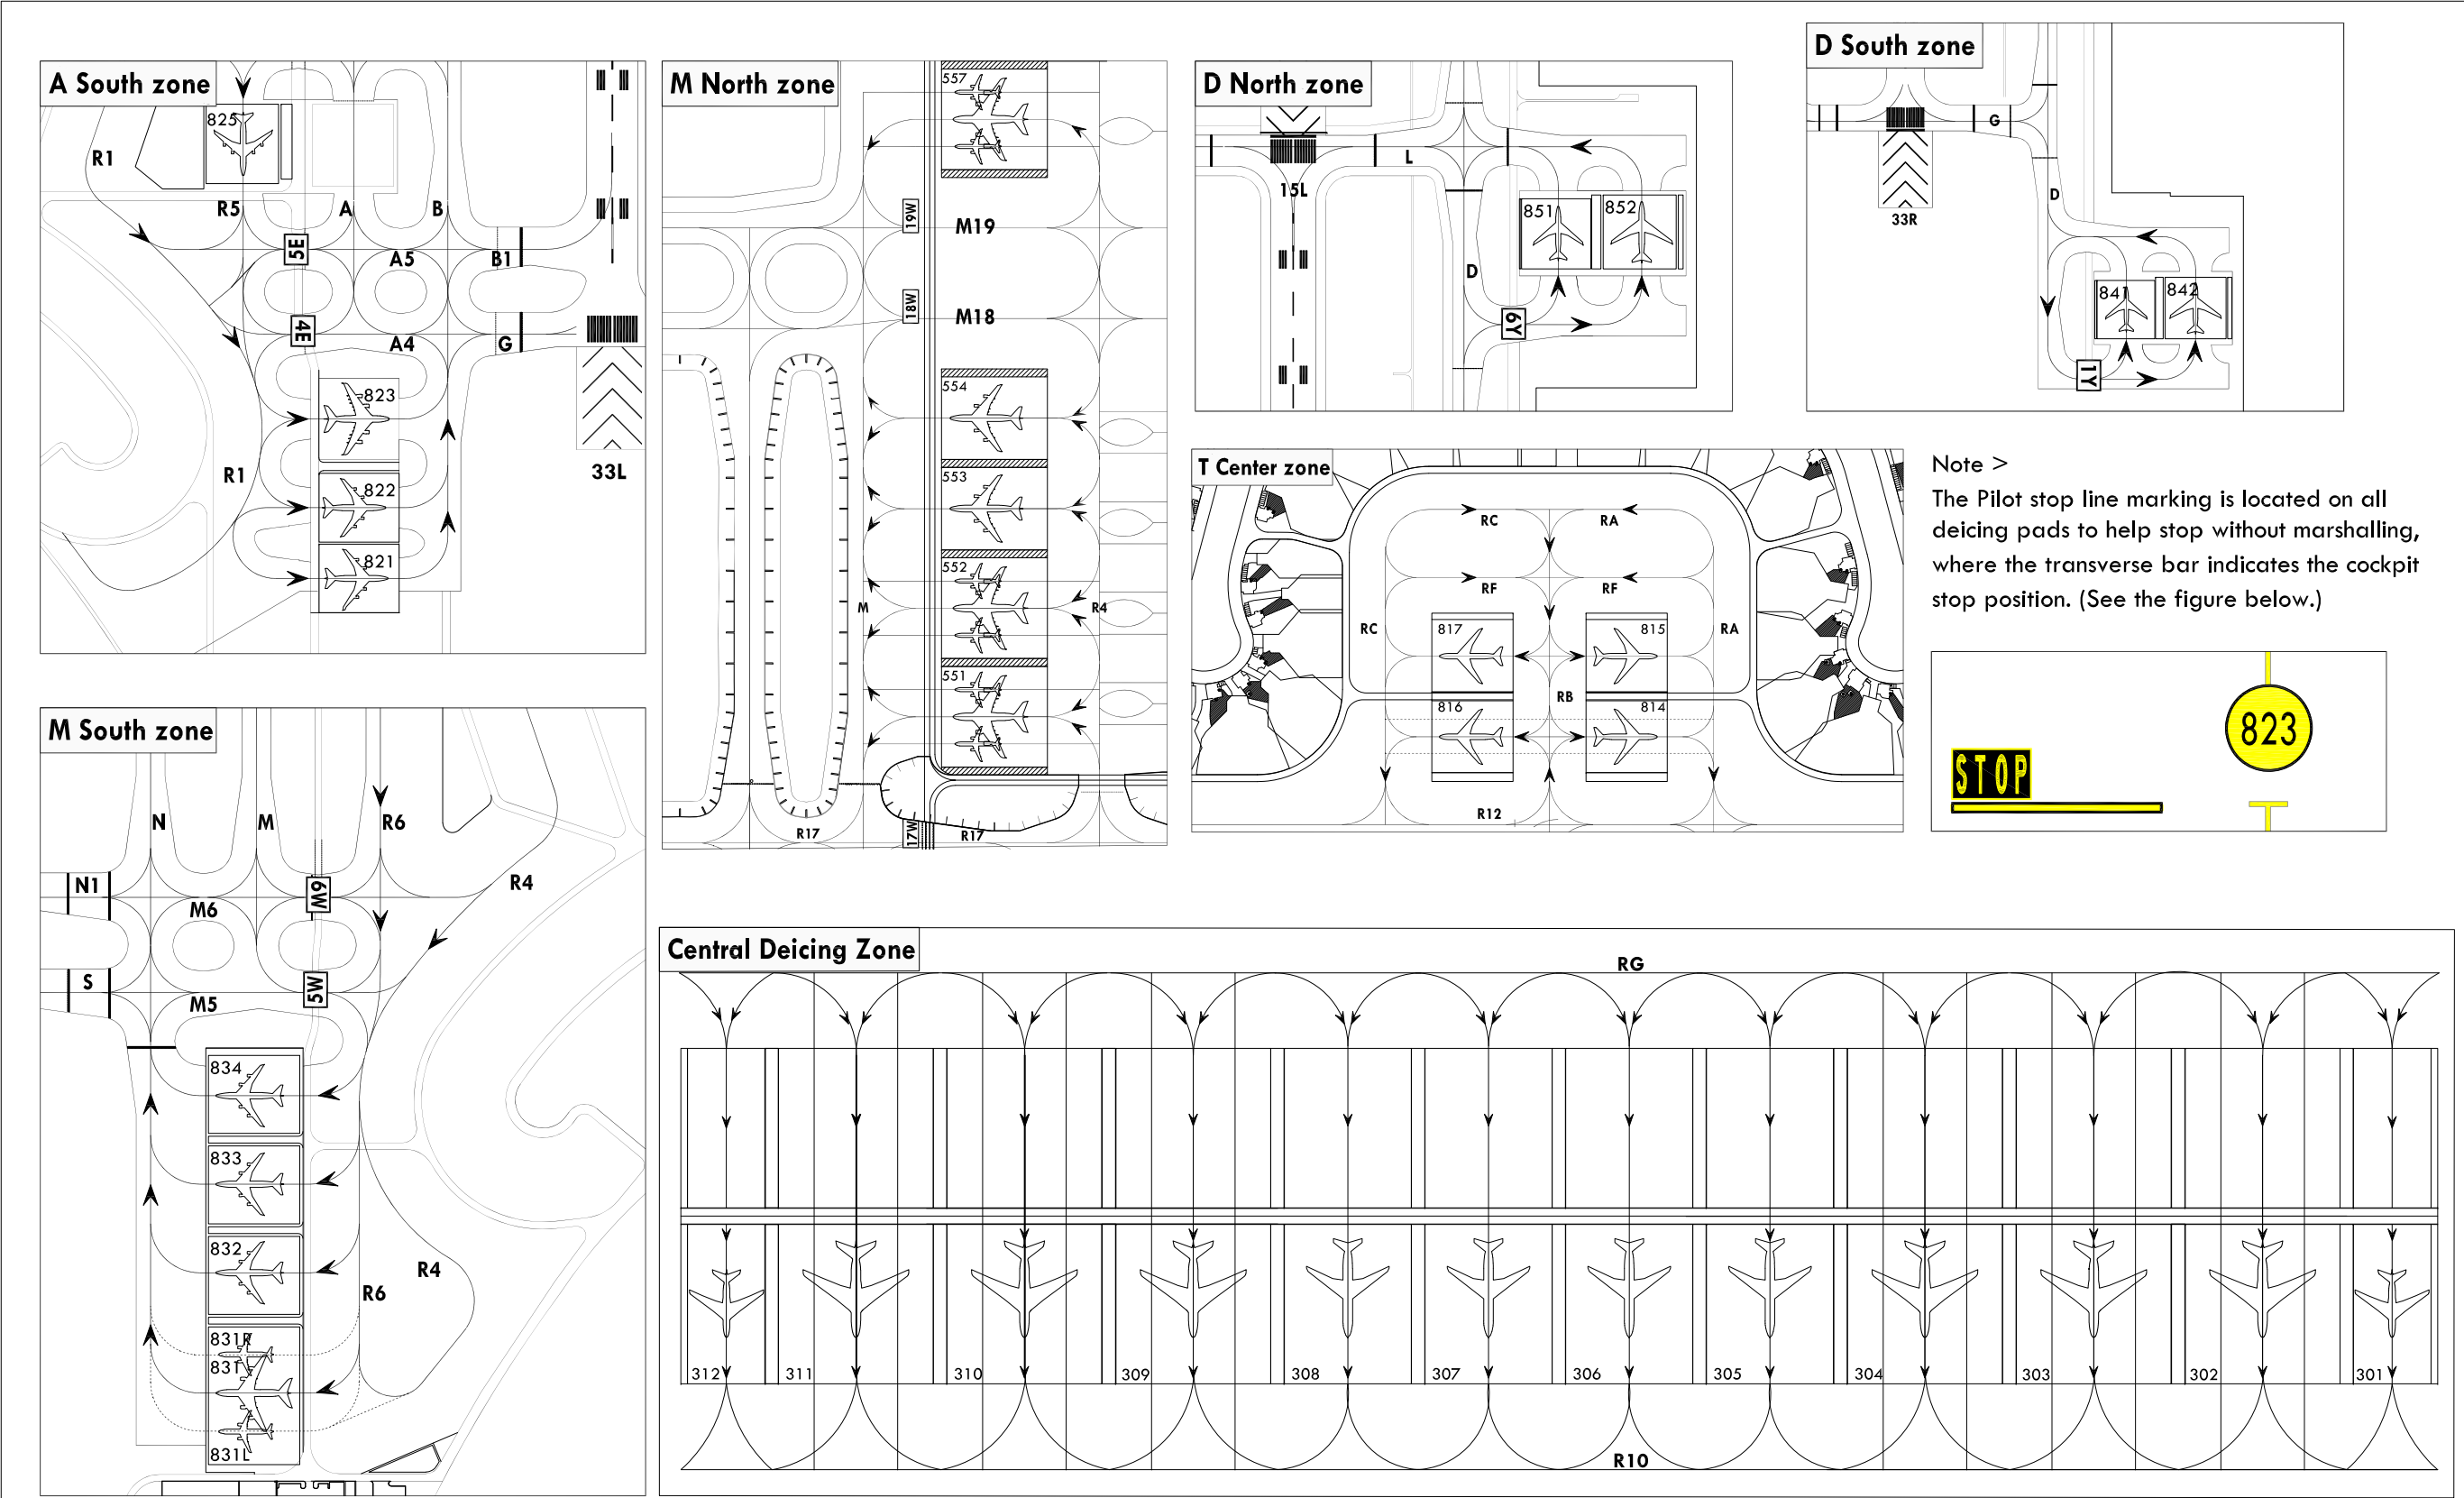 A South zone
825
R1
R5
A
B
5E
A5
B1
4E
A4
G
823
R1
822
821
33L
M North zone
557
19W
M19
18W
M18
554
553
552
M
R4
551
R17
17W
R17
D North zone
L
15L
851
852
D
6Y
D South zone
G
D
33R
841
842
1Y
T Center zone
RC
RA
RF
RF
RC
817
815
RA
RB
816
814
R12
Note >
The Pilot stop line marking is located on all
deicing pads to help stop without marshalling,
where the transverse bar indicates the cockpit
stop position. (See the figure below.)
823
STOP
M South zone
N
M
R6
N1
6W
R4
M6
S
5W
M5
834
833
832
R4
R6
831R
831
831L
Central Deicing Zone
RG
312
311
310
309
308
307
306
305
304
303
302
301
R10